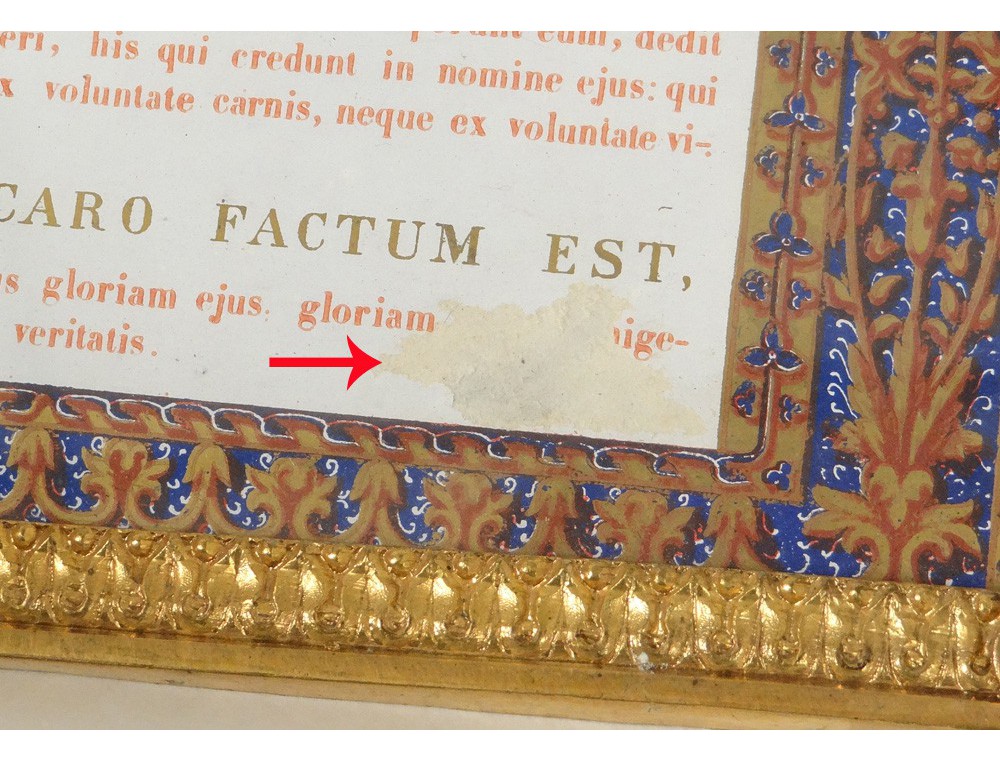 eri, his qui credunt in nomine ejus: qui
x voluntate carnis, neque ex voluntate vi-
CARO FACTUM EST,
s gloriam ejus. gloriam nige-
veritatis.